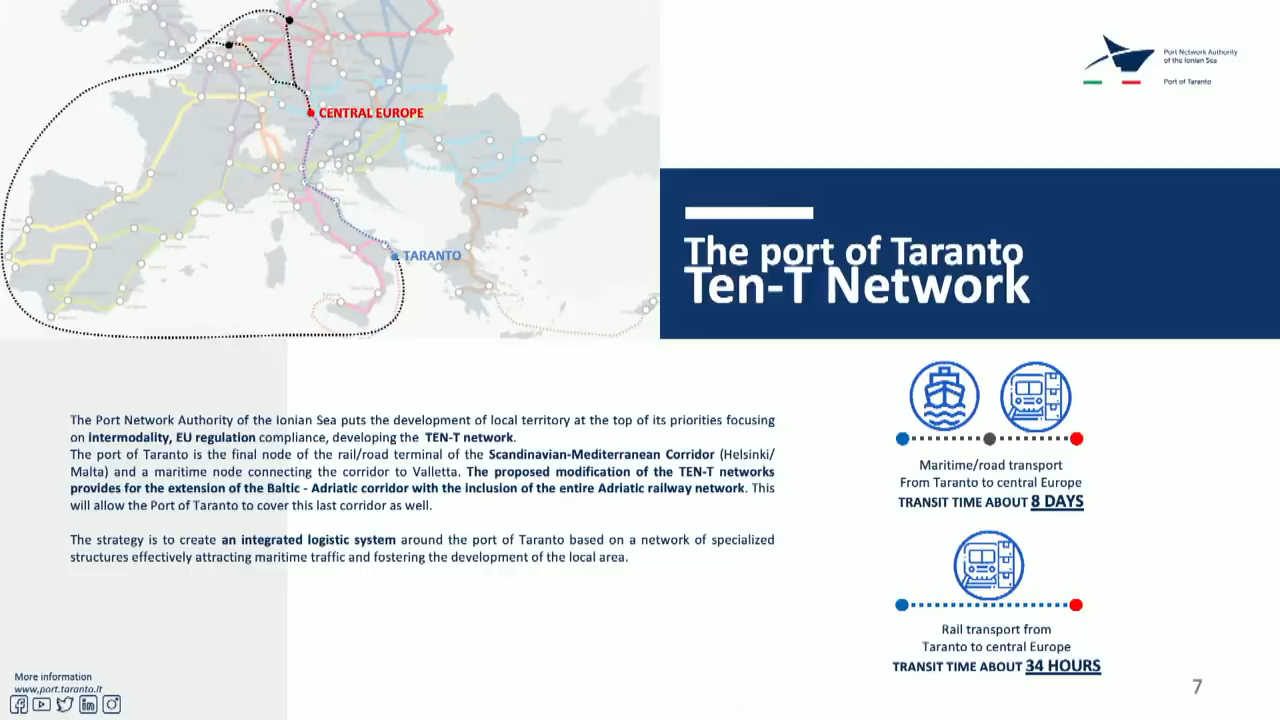 CENTRAL EUROPE
TARANTO
Port Network Authority
of the Ionian Sea
Port of Taranto
The port of Taranto
Ten-T Network
The Port Network Authority of the Ionian Sea puts the development of local territory at the top of its priorities focusing
on intermodality, EU regulation compliance, developing the TEN-T network.
The port of Taranto is the final node of the rail/road terminal of the Scandinavian-Mediterranean Corridor (Helsinki/
Malta) and a maritime node connecting the corridor to Valletta. The proposed modification of the TEN-T networks
provides for the extension of the Baltic - Adriatic corridor with the inclusion of the entire Adriatic railway network. This
will allow the Port of Taranto to cover this last corridor as well.
The strategy is to create an integrated logistic system around the port of Taranto based on a network of specialized
structures effectively attracting maritime traffic and fostering the development of the local area.
Maritime/road transport
From Taranto to central Europe
TRANSIT TIME ABOUT 8 DAYS
Rail transport from
Taranto to central Europe
TRANSIT TIME ABOUT 34 HOURS
More information
www.port.taranto.it
7